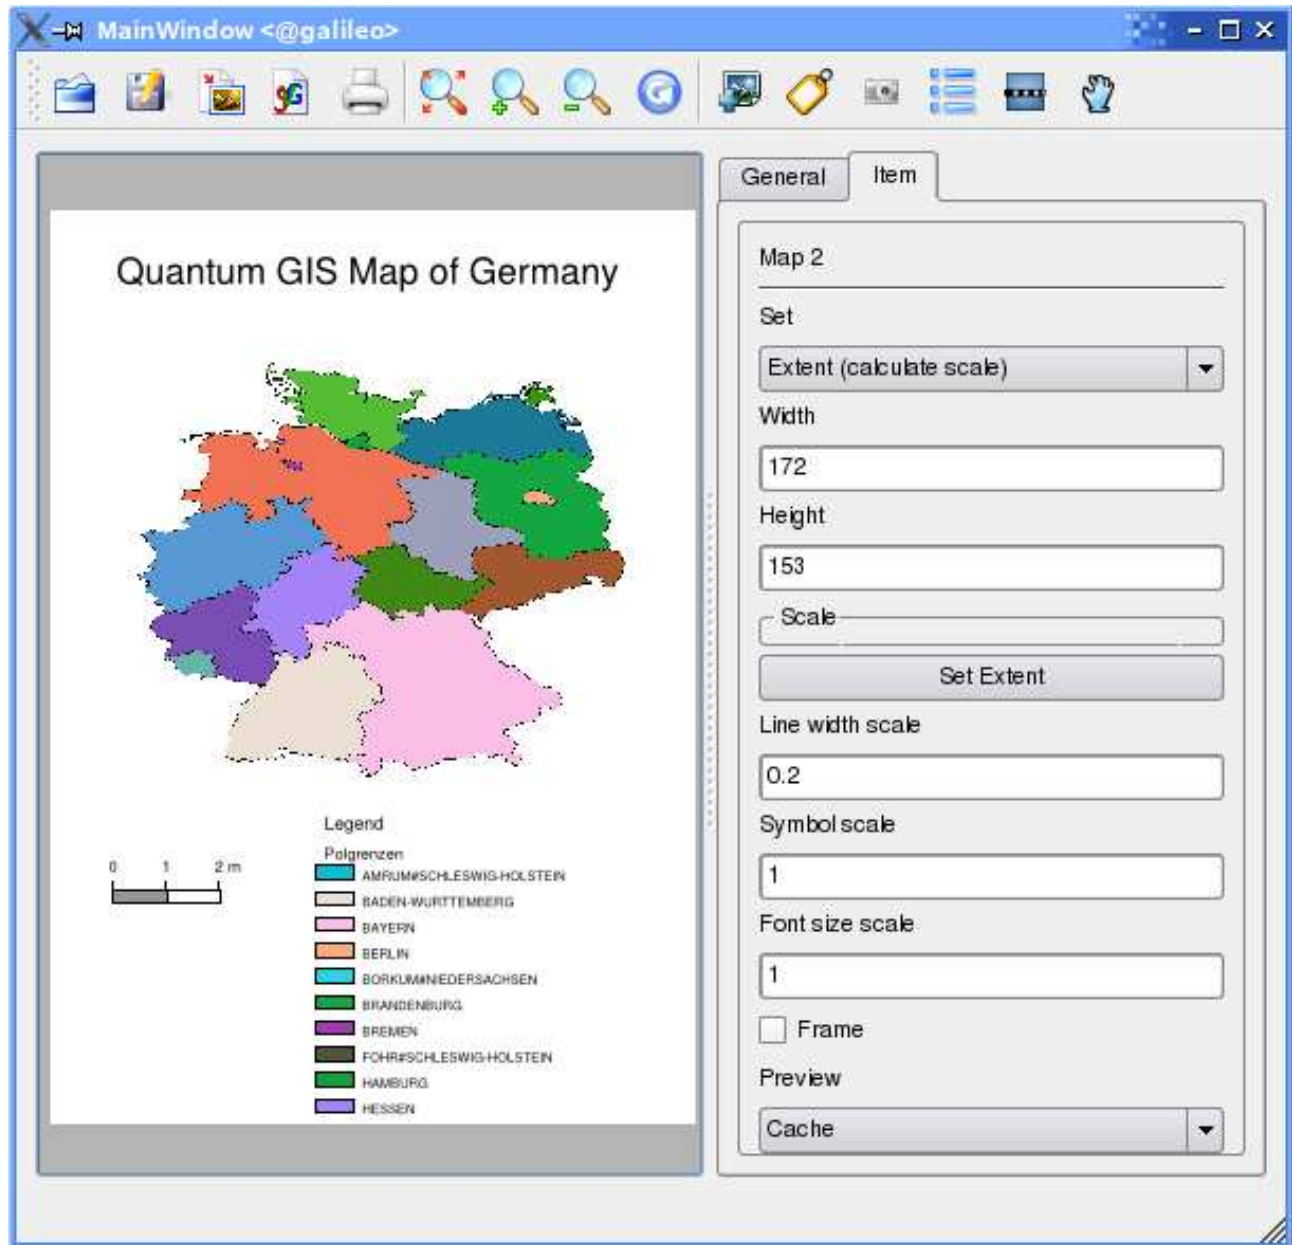 MainWindow <@galileo>
General
Item
Quantum GIS Map of Germany
Map 2
Set
Extent (calculate scale)
Width
172
Height
153
Scale
Set Extent
Line width scale
0.2
Symbol scale
1
Font size scale
1
Frame
Preview
Cache
0 1 2 m
Legend
Polgrenzen
AMRUM#SCHLESWIG-HOLSTEIN
BADEN-WURTTEMBERG
BAYERN
BERLIN
BORKUM#NIEDERSACHSEN
BRANDENBURG
BREMEN
FOHR#SCHLESWIG-HOLSTEIN
HAMBURG
HESSEN